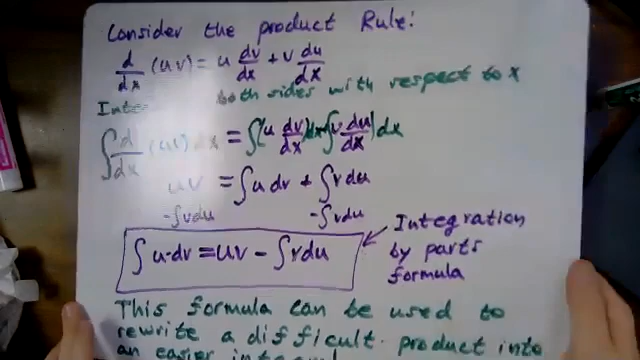 Consider the product Rule:
d/dx (uv) = u dv/dx + v du/dx
both sides with respect to x
∫ d/dx (uv) dx = ∫(u dv/dx) dx ∫(v du/dx) dx
uv = ∫u dv + ∫v du
-∫v du -∫v du
∫ u·dv = uv - ∫v du
Integration
by parts
formula
This formula can be used to
rewrite a difficult product into
an easier